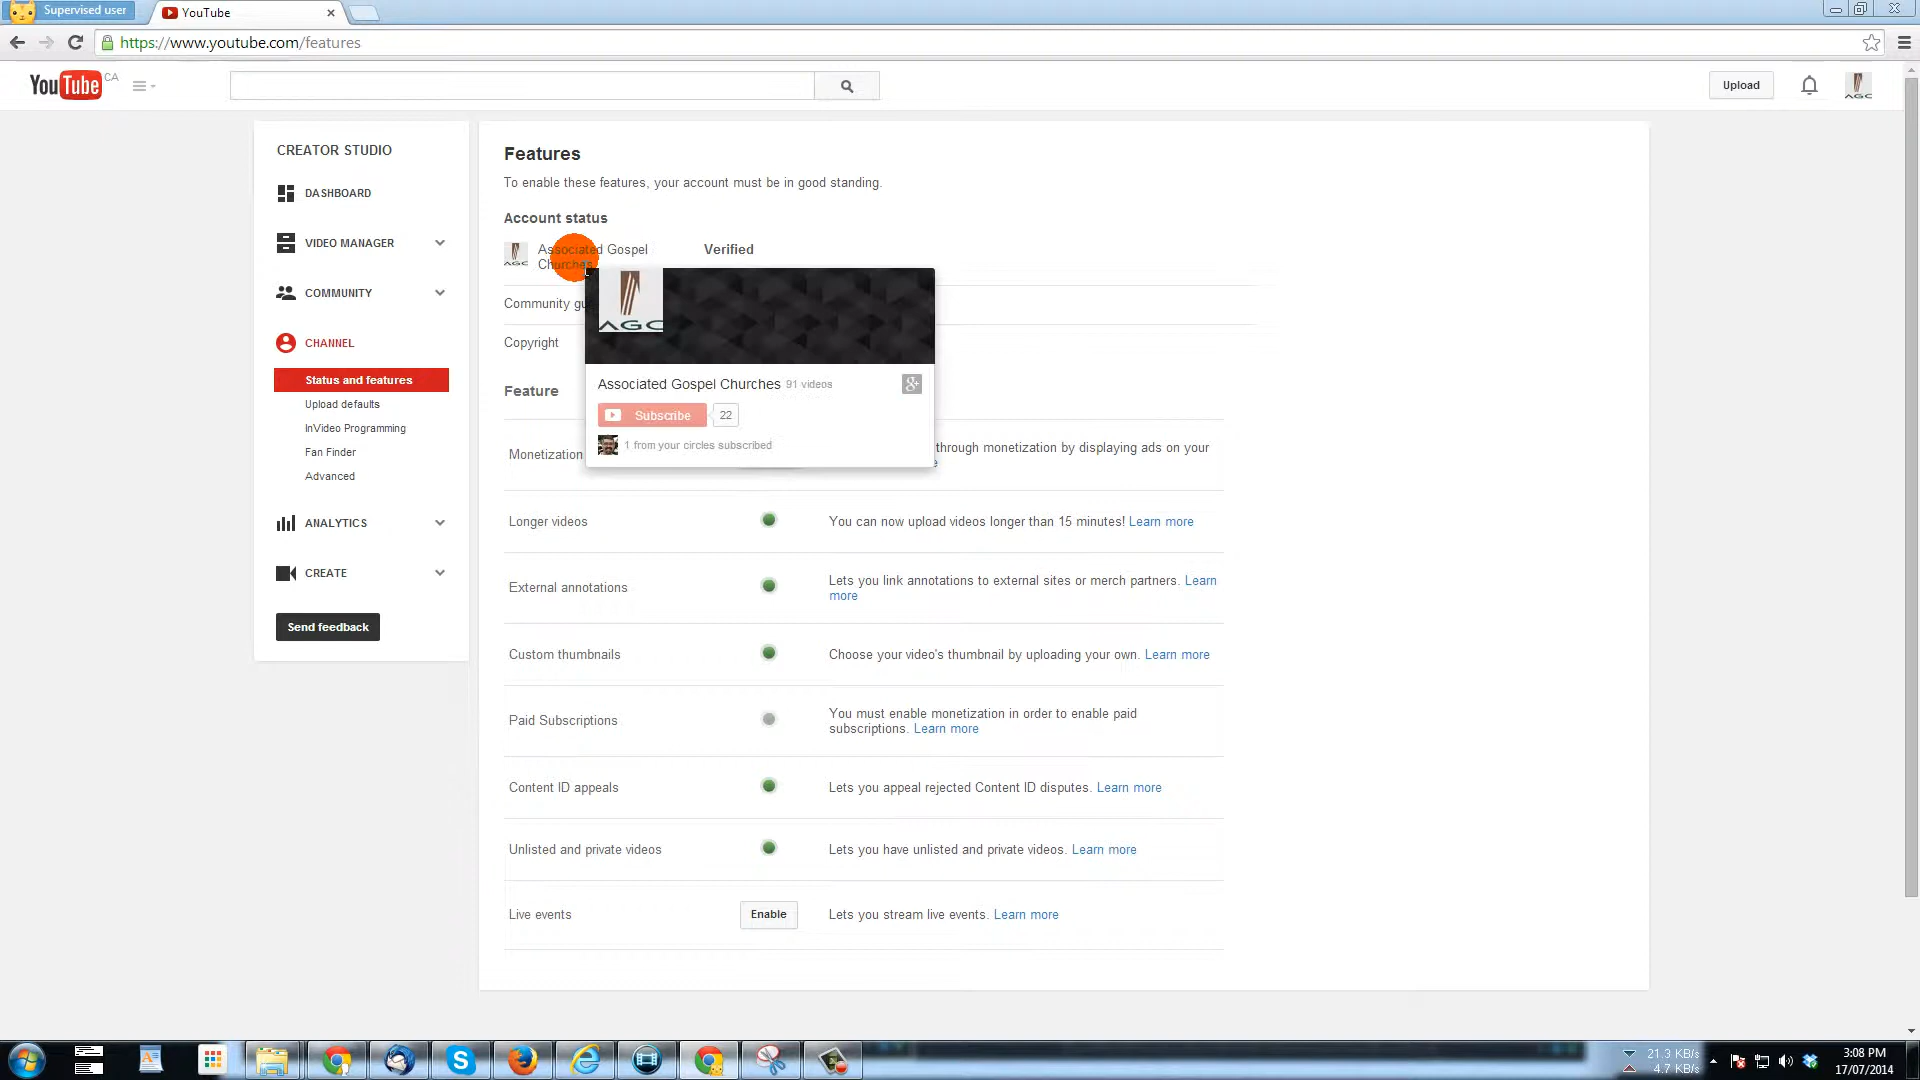 Supervised user
YouTube
https://www.youtube.com/features
YouTube CA
Upload
AGC
CREATOR STUDIO
DASHBOARD
VIDEO MANAGER
COMMUNITY
CHANNEL
Status and features
Upload defaults
InVideo Programming
Fan Finder
Advanced
ANALYTICS
CREATE
Send feedback
Features
To enable these features, your account must be in good standing.
Account status
AGC
Associated Gospel
Churches
Verified
Community gu
Copyright
AGC
Associated Gospel Churches 91 videos
g+
Subscribe 22
1 from your circles subscribed
Feature
Monetization
through monetization by displaying ads on your
Longer videos
You can now upload videos longer than 15 minutes! Learn more
External annotations
Lets you link annotations to external sites or merch partners. Learn
more
Custom thumbnails
Choose your video's thumbnail by uploading your own. Learn more
Paid Subscriptions
You must enable monetization in order to enable paid
subscriptions. Learn more
Content ID appeals
Lets you appeal rejected Content ID disputes. Learn more
Unlisted and private videos
Lets you have unlisted and private videos. Learn more
Live events
Enable
Lets you stream live events. Learn more
21.3 KB/s
4.7 KB/s
3:08 PM
17/07/2014